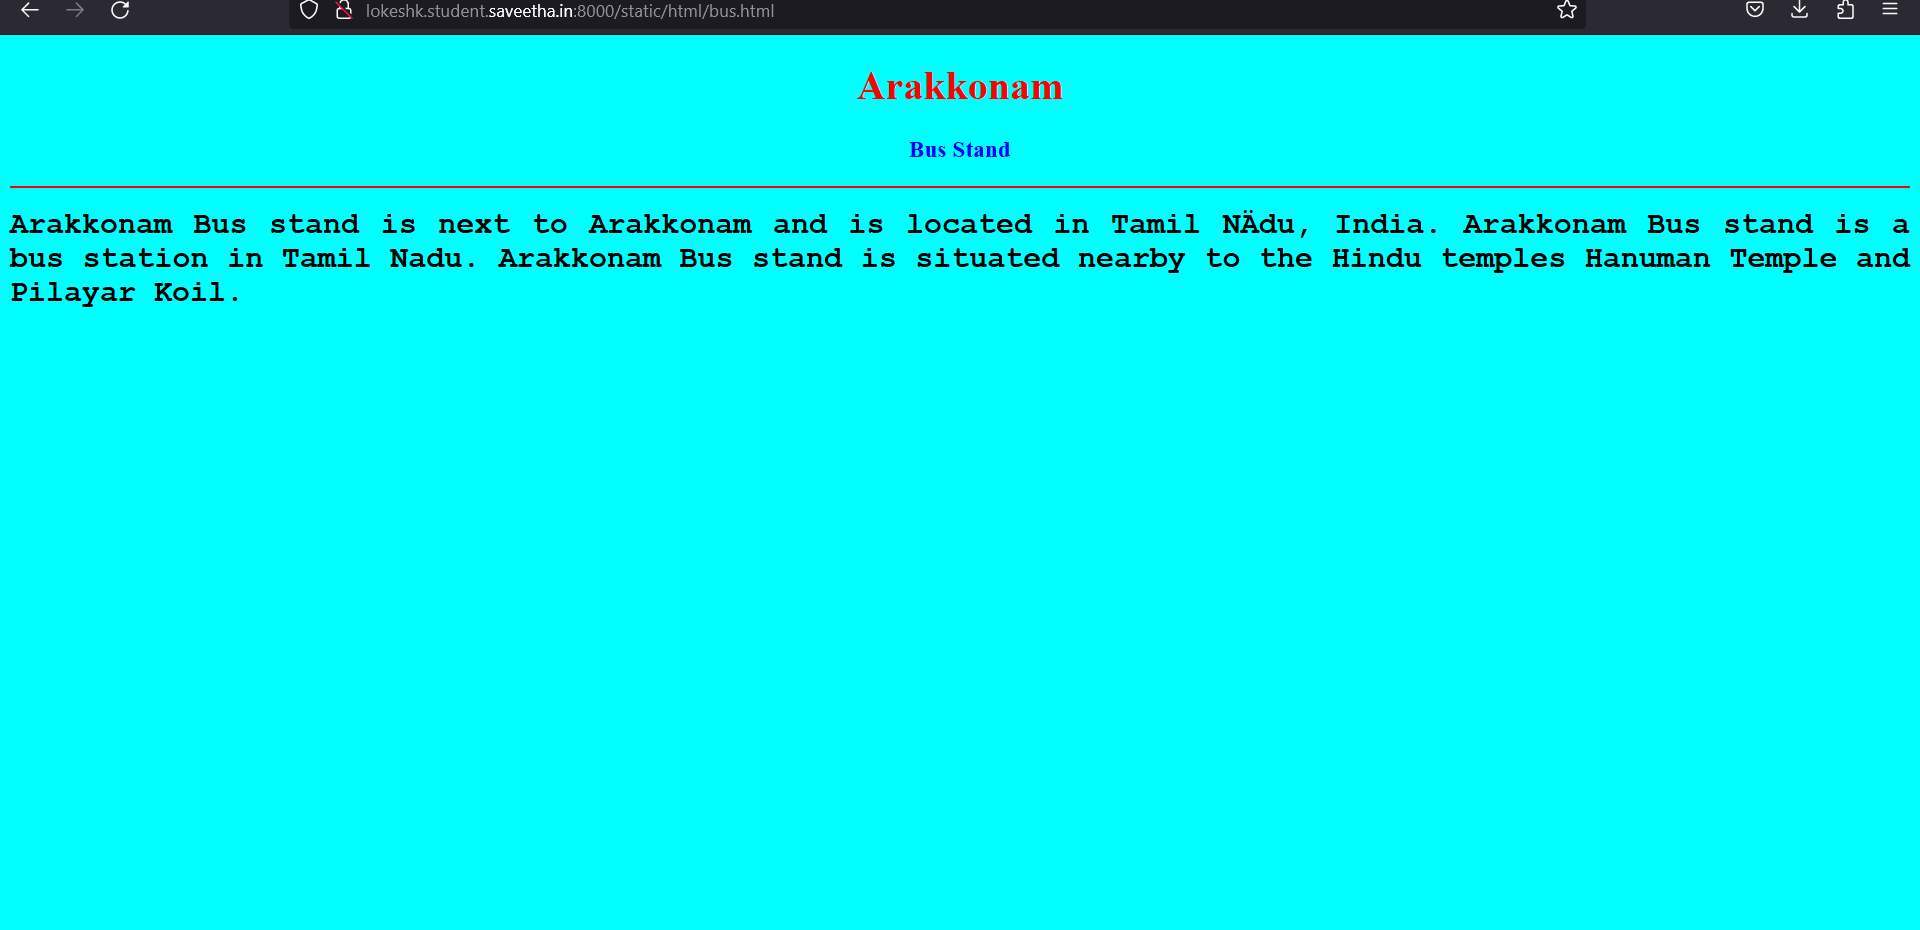 lokeshk.student.saveetha.in:8000/static/html/bus.html
Arakkonam
Bus Stand
Arakkonam Bus stand is next to Arakkonam and is located in Tamil NÄdu, India. Arakkonam Bus stand is a
bus station in Tamil Nadu. Arakkonam Bus stand is situated nearby to the Hindu temples Hanuman Temple and
Pilayar Koil.